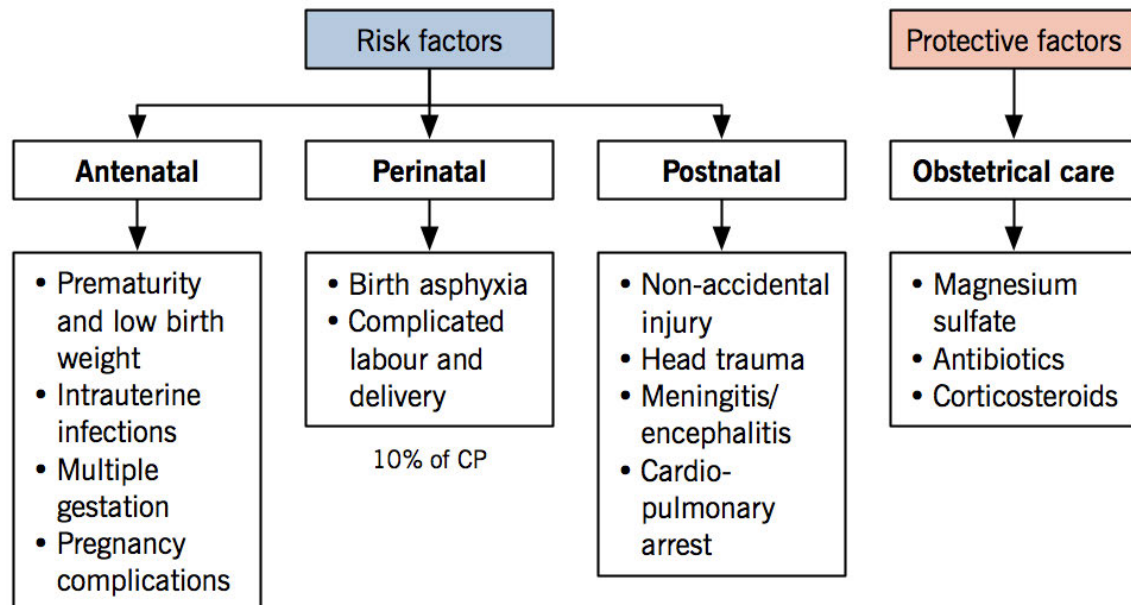 Risk factors
Protective factors
Antenatal
Perinatal
Postnatal
Obstetrical care
• Prematurity
and low birth
weight
• Intrauterine
infections
• Multiple
gestation
• Pregnancy
complications
• Birth asphyxia
• Complicated
labour and
delivery
10% of CP
• Non-accidental
injury
• Head trauma
• Meningitis/
encephalitis
• Cardio-
pulmonary
arrest
• Magnesium
sulfate
• Antibiotics
• Corticosteroids